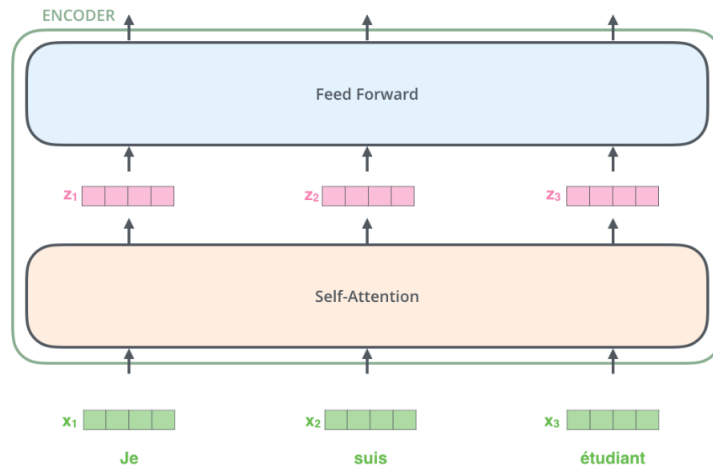 ENCODER
Feed Forward
z₁ z₂ z₃
Self-Attention
x₁ x₂ x₃
Je suis étudiant